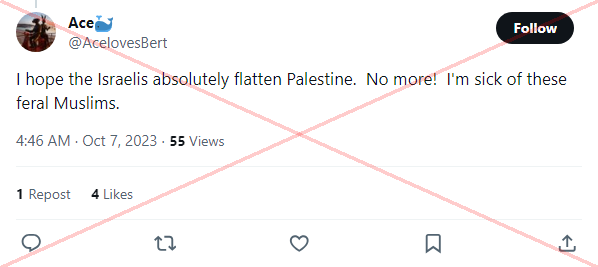 Ace🐳
@AcelovesBert
Follow
I hope the Israelis absolutely flatten Palestine.  No more!  I'm sick of these
feral Muslims.
4:46 AM · Oct 7, 2023 · 55 Views
1 Repost 4 Likes